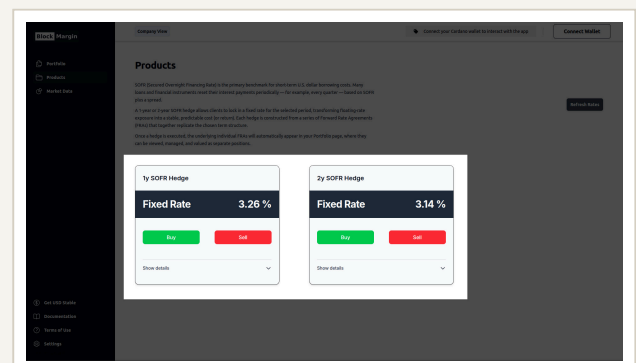 Block Margin
Company View
Connect your Cardano wallet to interact with the app
Connect Wallet
Portfolio
Products
Market Data
Products
SOFR (Secured Overnight Financing Rate) is the primary benchmark for short-term U.S. dollar borrowing costs. Many
loans and financial instruments reset their interest payments periodically — for example, every quarter — based on SOFR
plus a spread.
A 1-year or 2-year SOFR hedge allows clients to lock in a fixed rate for the selected period, transforming floating-rate
exposure into a stable, predictable cost (or return). Each hedge is constructed from a series of Forward Rate Agreements
(FRAs) that together replicate the chosen term structure.
Once a hedge is executed, the underlying individual FRAs will automatically appear in your Portfolio page, where they
can be viewed, managed, and valued as separate positions.
Refresh Rates
1y SOFR Hedge
Fixed Rate 3.26 %
Buy Sell
Show details
2y SOFR Hedge
Fixed Rate 3.14 %
Buy Sell
Show details
Documentation
Terms of Use
Settings